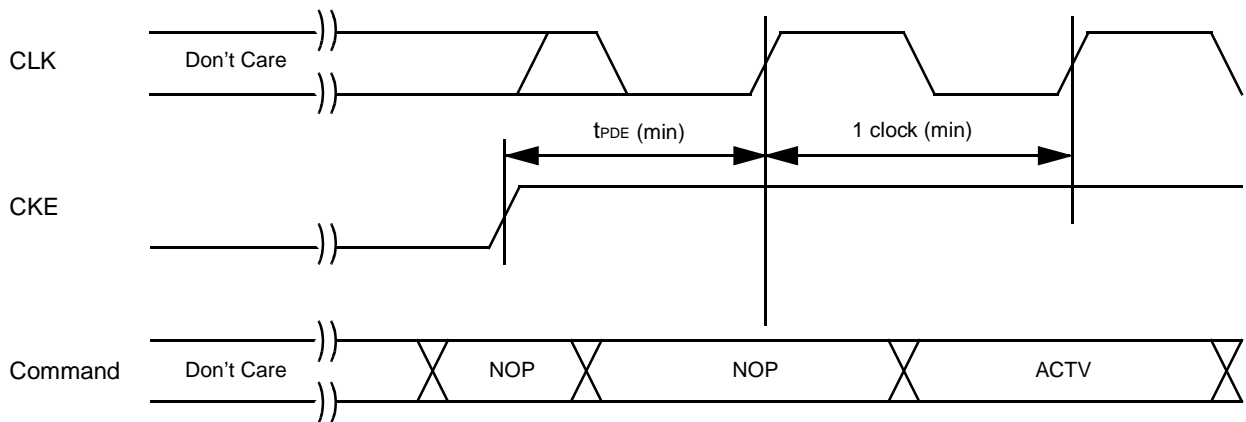 CLK Don't Care
tPDE (min) 1 clock (min)
CKE
Command Don't Care NOP NOP ACTV